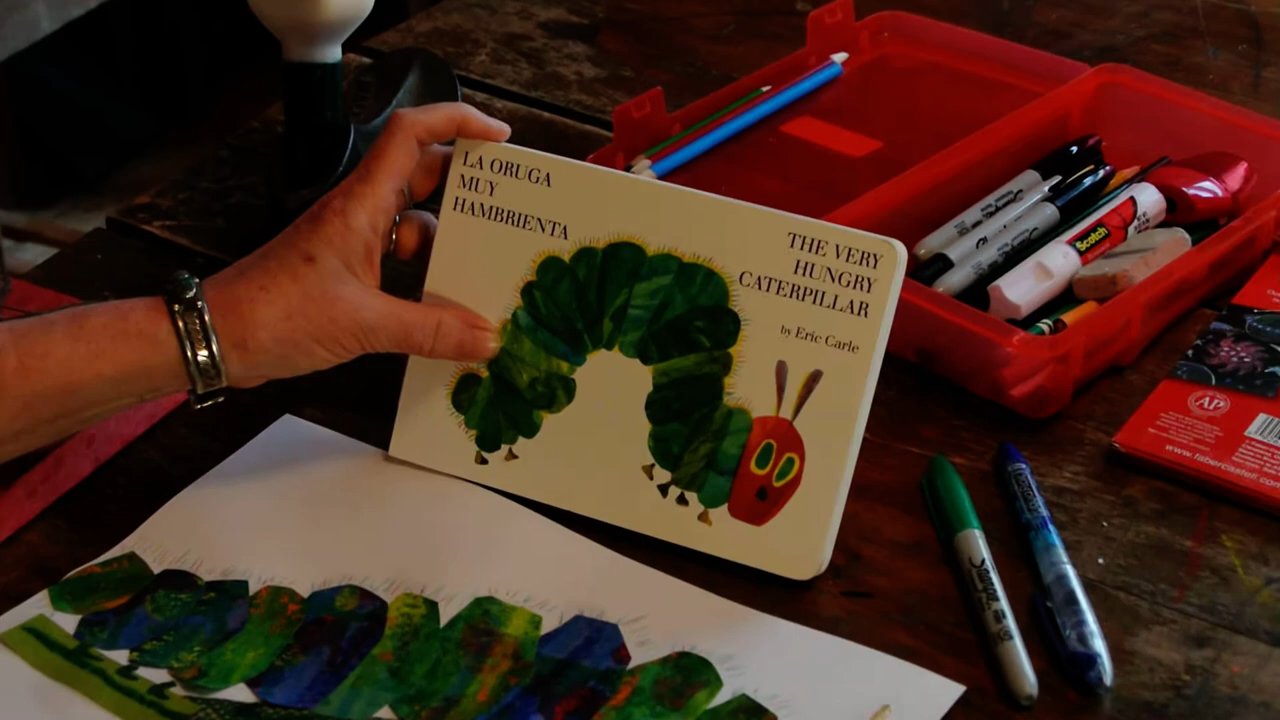 LA ORUGA
MUY
HAMBRIENTA
THE VERY
HUNGRY
CATERPILLAR
by Eric Carle
Scotch
AP
www.fabercastell.com
Sharpie